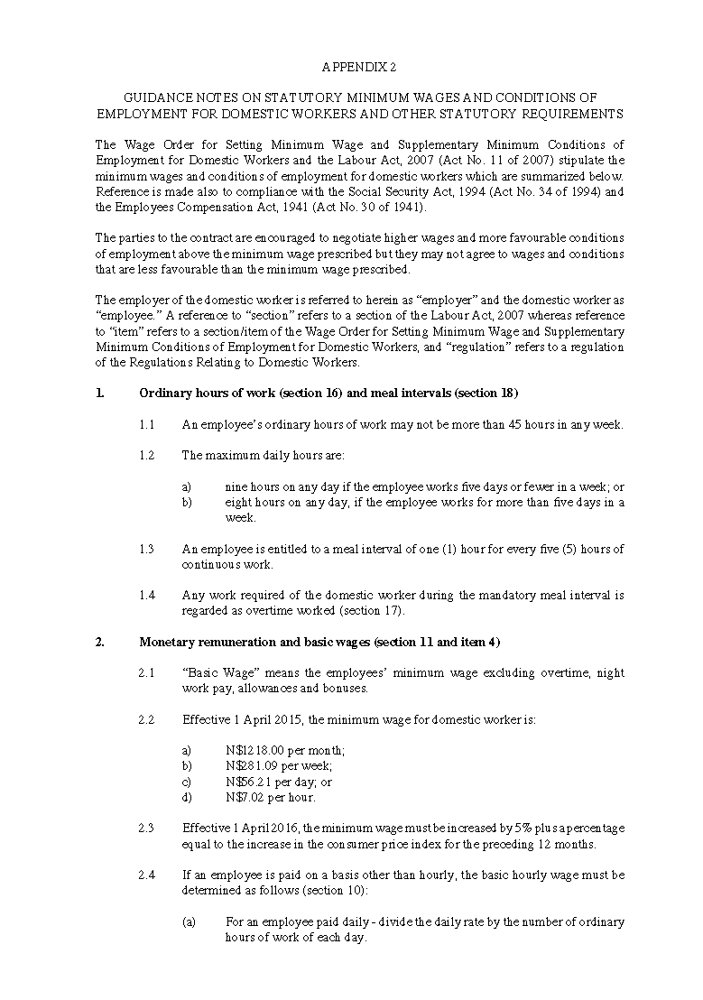 APPENDIX 2
GUIDANCE NOTES ON STATUTORY MINIMUM WAGES AND CONDITIONS OF
EMPLOYMENT FOR DOMESTIC WORKERS AND OTHER STATUTORY REQUIREMENTS
The Wage Order for Setting Minimum Wage and Supplementary Minimum Conditions of
Employment for Domestic Workers and the Labour Act, 2007 (Act No. 11 of 2007) stipulate the
minimum wages and conditions of employment for domestic workers which are summarized below.
Reference is made also to compliance with the Social Security Act, 1994 (Act No. 34 of 1994) and
the Employees Compensation Act, 1941 (Act No. 30 of 1941).
The parties to the contract are encouraged to negotiate higher wages and more favourable conditions
of employment above the minimum wage prescribed but they may not agree to wages and conditions
that are less favourable than the minimum wage prescribed.
The employer of the domestic worker is referred to herein as “employer” and the domestic worker as
“employee.” A reference to “section” refers to a section of the Labour Act, 2007 whereas reference
to “item” refers to a section/item of the Wage Order for Setting Minimum Wage and Supplementary
Minimum Conditions of Employment for Domestic Workers, and “regulation” refers to a regulation
of the Regulations Relating to Domestic Workers.
1. Ordinary hours of work (section 16) and meal intervals (section 18)
1.1 An employee’s ordinary hours of work may not be more than 45 hours in any week.
1.2 The maximum daily hours are:
a) nine hours on any day if the employee works five days or fewer in a week; or
b) eight hours on any day, if the employee works for more than five days in a
week.
1.3 An employee is entitled to a meal interval of one (1) hour for every five (5) hours of
continuous work.
1.4 Any work required of the domestic worker during the mandatory meal interval is
regarded as overtime worked (section 17).
2. Monetary remuneration and basic wages (section 11 and item 4)
2.1 “Basic Wage” means the employees’ minimum wage excluding overtime, night
work pay, allowances and bonuses.
2.2 Effective 1 April 2015, the minimum wage for domestic worker is:
a) N$1218.00 per month;
b) N$281.09 per week;
c) N$56.21 per day; or
d) N$7.02 per hour.
2.3 Effective 1 April 2016, the minimum wage must be increased by 5% plus a percentage
equal to the increase in the consumer price index for the preceding 12 months.
2.4 If an employee is paid on a basis other than hourly, the basic hourly wage must be
determined as follows (section 10):
(a) For an employee paid daily - divide the daily rate by the number of ordinary
hours of work of each day.